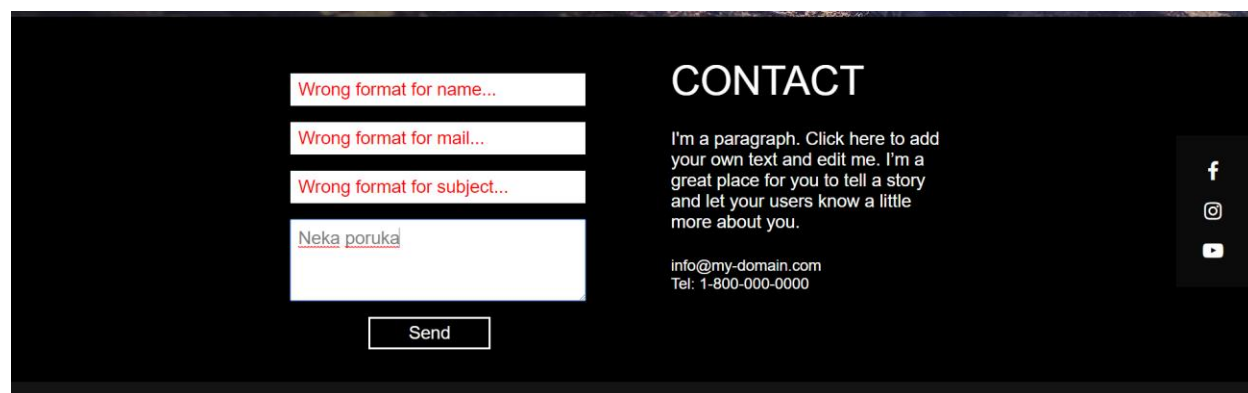 Wrong format for name...
Wrong format for mail...
Wrong format for subject...
Neka poruka
Send
CONTACT
I'm a paragraph. Click here to add
your own text and edit me. I’m a
great place for you to tell a story
and let your users know a little
more about you.
info@my-domain.com
Tel: 1-800-000-0000